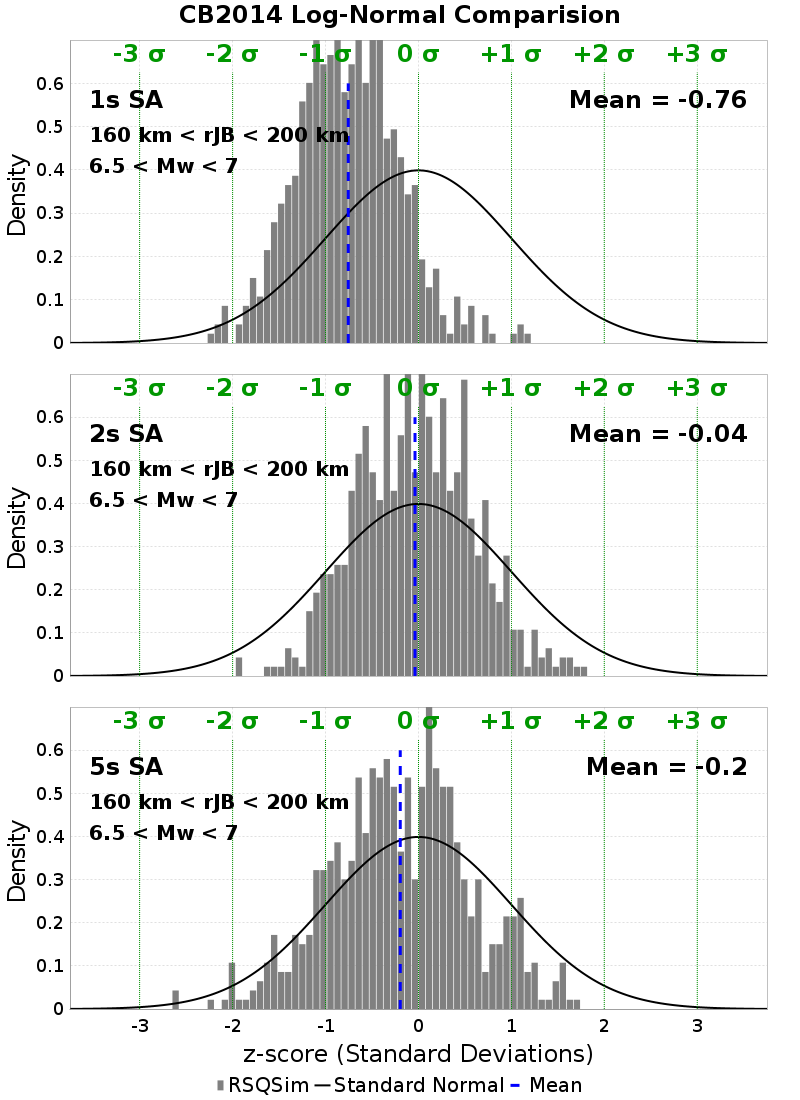 CB2014 Log-Normal Comparision
-3 σ -2 σ -1 σ 0 σ +1 σ +2 σ +3 σ
1s SA
Mean = -0.76
160 km < rJB < 200 km
6.5 < Mw < 7
Density
0.6
0.5
0.4
0.3
0.2
0.1
0
-3 σ -2 σ -1 σ 0 σ +1 σ +2 σ +3 σ
2s SA
Mean = -0.04
160 km < rJB < 200 km
6.5 < Mw < 7
Density
0.6
0.5
0.4
0.3
0.2
0.1
0
-3 σ -2 σ -1 σ 0 σ +1 σ +2 σ +3 σ
5s SA
Mean = -0.2
160 km < rJB < 200 km
6.5 < Mw < 7
Density
0.6
0.5
0.4
0.3
0.2
0.1
0
-3 -2 -1 0 1 2 3
z-score (Standard Deviations)
RSQSim Standard Normal Mean